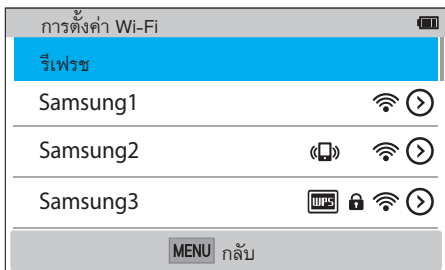 การตั้งค่า Wi-Fi
รีเฟรช
Samsung1
Samsung2
Samsung3 WPS
MENU กลับ